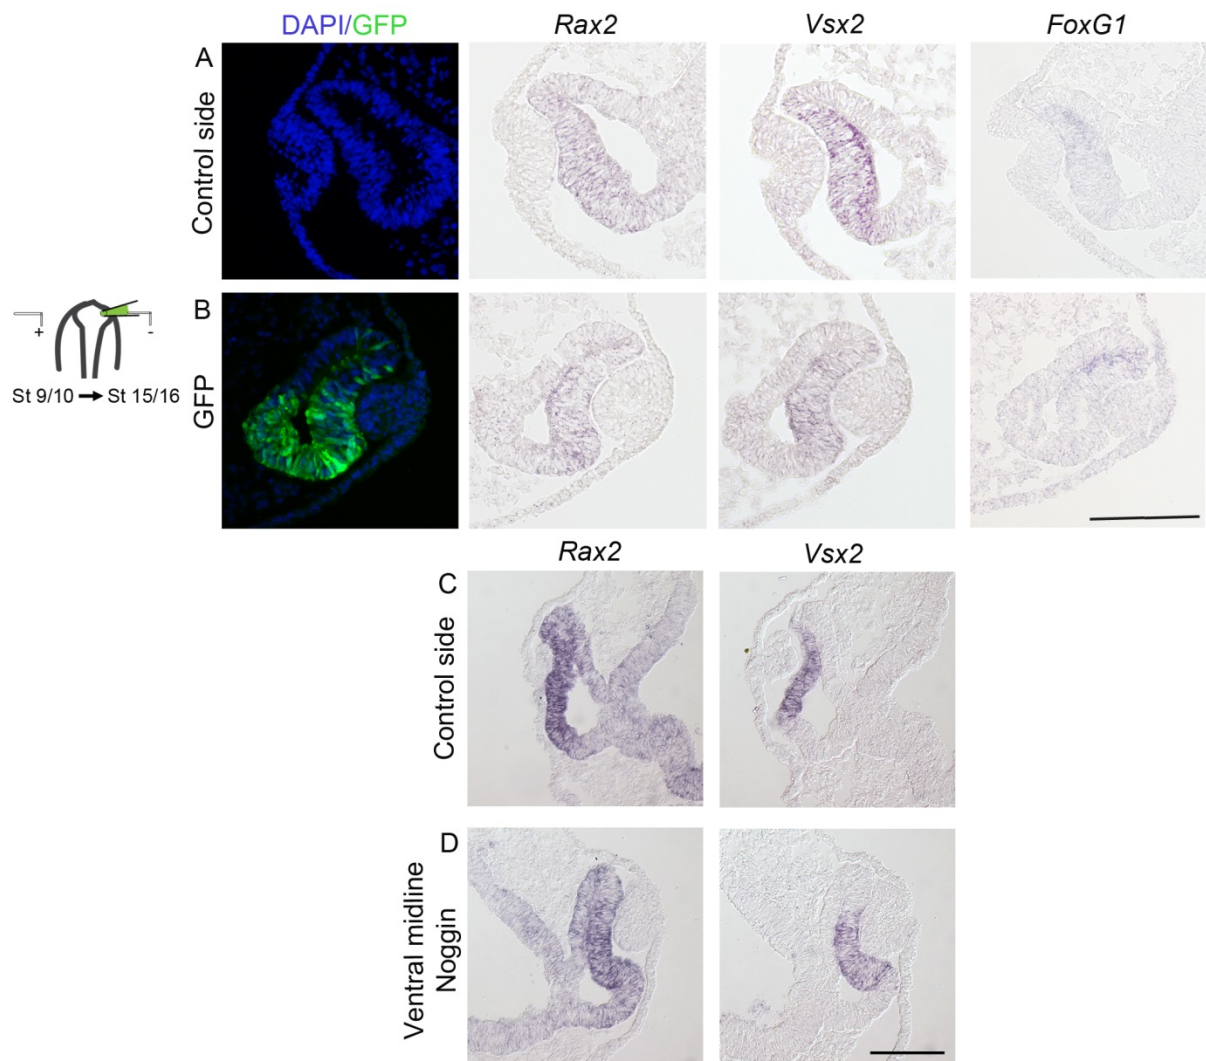 DAPI/GFP Rax2 Vsx2 FoxG1
A
Control side
B
GFP
+ -
St 9/10 → St 15/16
Rax2 Vsx2
C
Control side
D
Ventral midline
Noggin